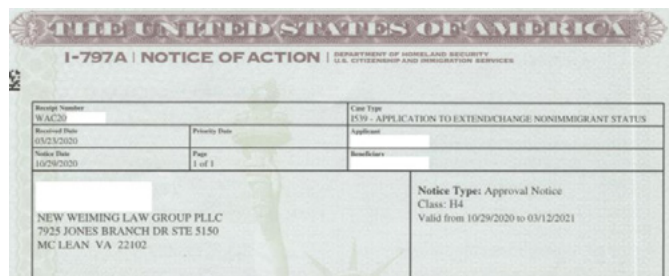 THE UNITED STATES OF AMERICA
I-797A | NOTICE OF ACTION | DEPARTMENT OF HOMELAND SECURITY
U.S. CITIZENSHIP AND IMMIGRATION SERVICES
Receipt Number
WAC20
Case Type
I539 - APPLICATION TO EXTEND/CHANGE NONIMMIGRANT STATUS
Received Date
03/23/2020
Priority Date
Applicant
Notice Date
10/29/2020
Page
1 of 1
Beneficiary
NEW WEIMING LAW GROUP PLLC
7925 JONES BRANCH DR STE 5150
MC LEAN VA 22102
Notice Type: Approval Notice
Class: H4
Valid from 10/29/2020 to 03/12/2021